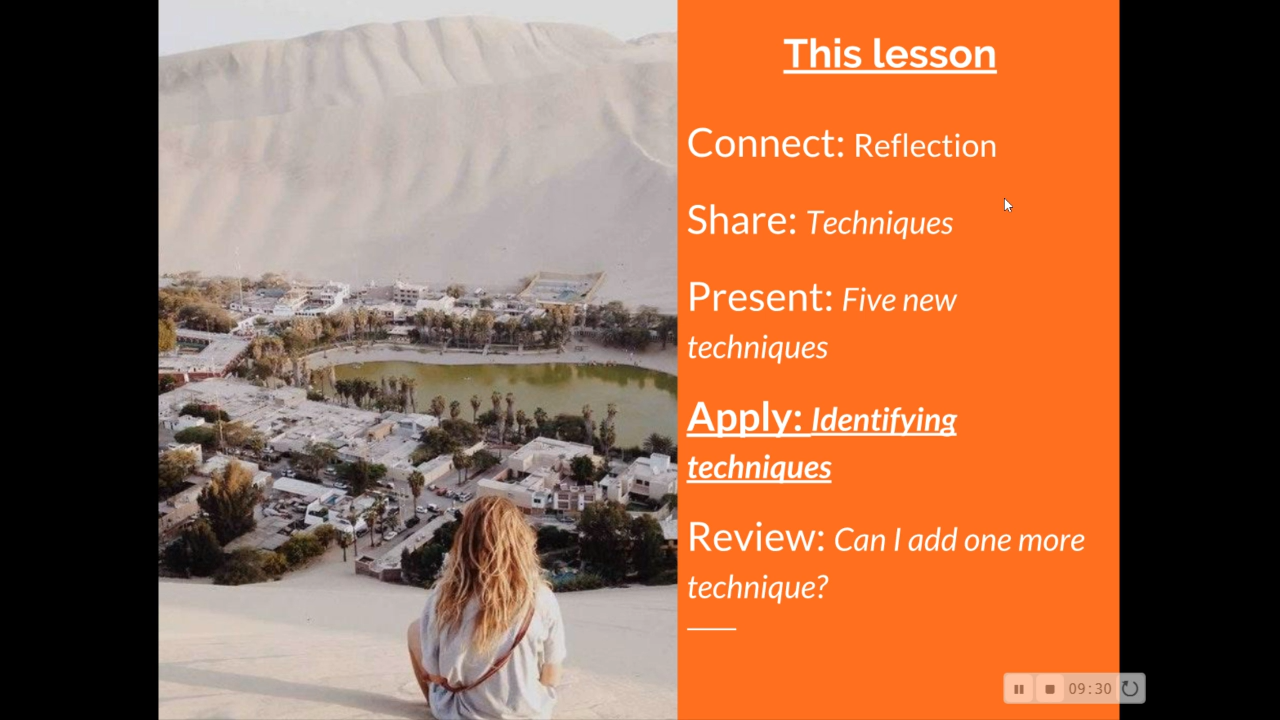 This lesson
Connect: Reflection
Share: Techniques
Present: Five new
techniques
Apply: Identifying
techniques
Review: Can I add one more
technique?
09:30